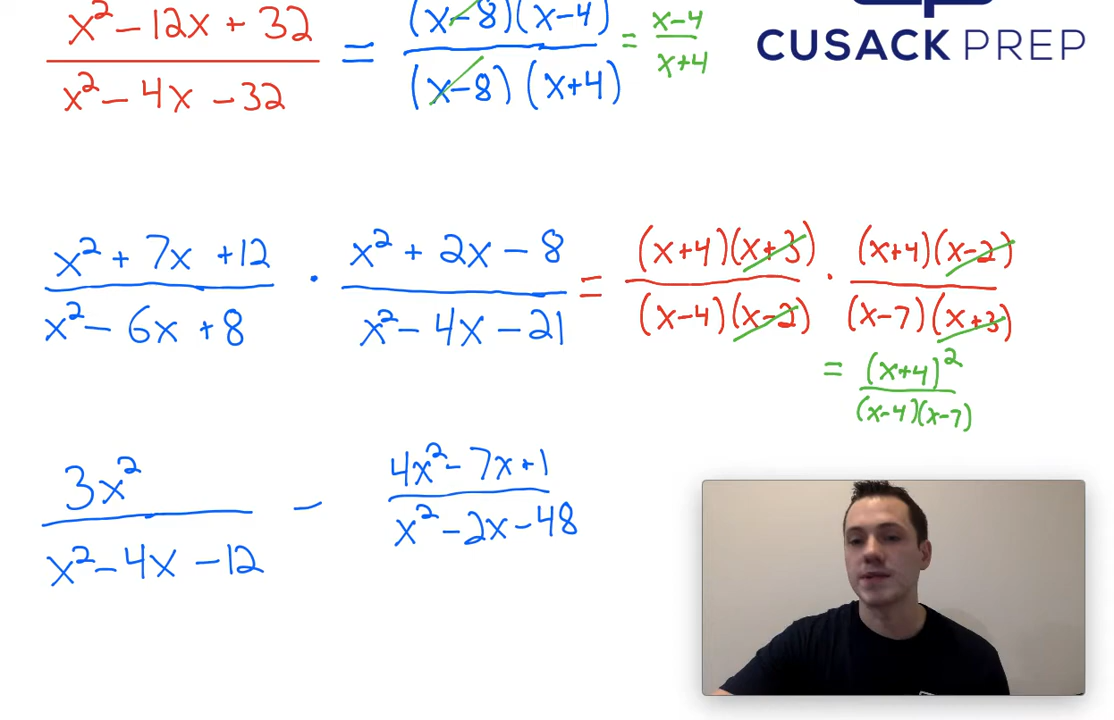 x² − 12x + 32 / x² − 4x − 32 = (x−8)(x−4) / (x−8)(x+4) = x−4 / x+4
CUSACK PREP
x² + 7x + 12 / x² − 6x + 8 · x² + 2x − 8 / x² − 4x − 21 = (x+4)(x+3) / (x−4)(x−2) · (x+4)(x−2) / (x−7)(x+3)
= (x+4)² / (x−4)(x−7)
3x² / x² − 4x − 12 − 4x² − 7x + 1 / x² − 2x − 48